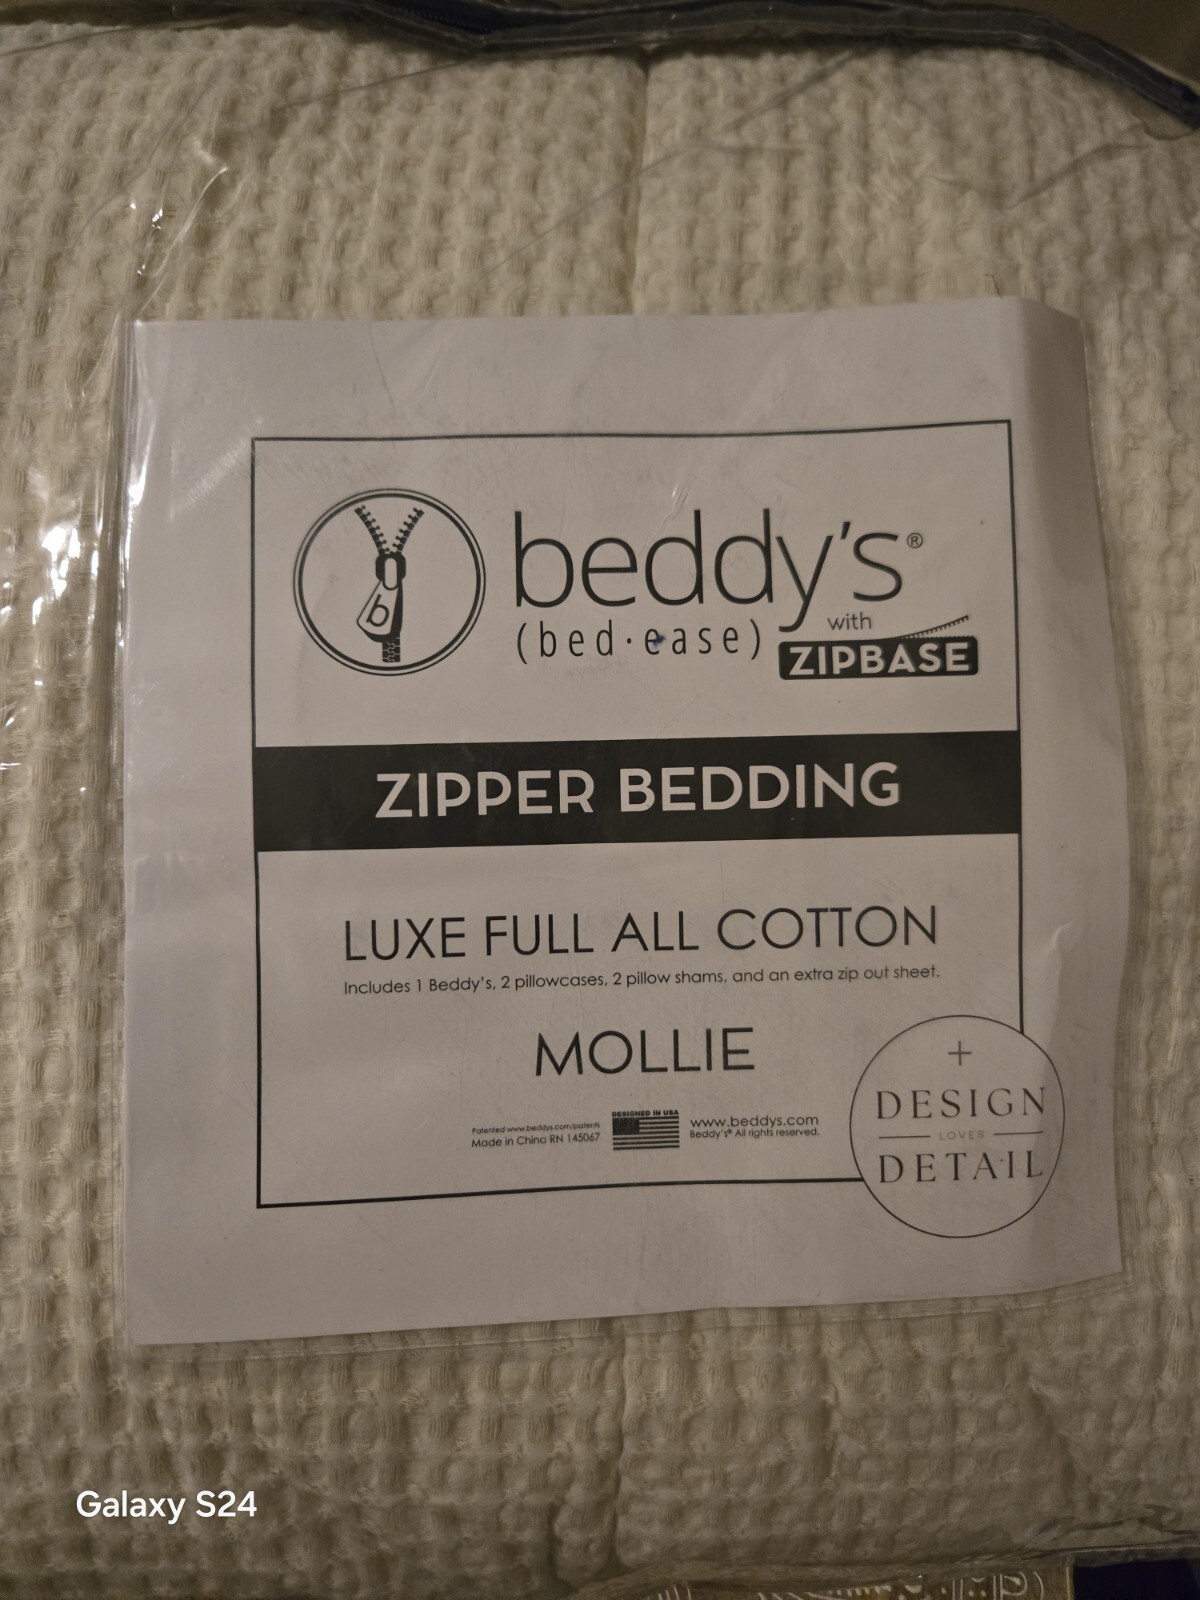 b
beddy's®
(bed·ease)
with
ZIPBASE
ZIPPER BEDDING
LUXE FULL ALL COTTON
Includes 1 Beddy's, 2 pillowcases, 2 pillow shams, and an extra zip out sheet.
MOLLIE
Patented www.beddys.com/patents
Made in China RN 145067
DESIGNED IN USA
www.beddys.com
Beddy's® All rights reserved.
+
DESIGN
LOVES
DETAIL
Galaxy S24